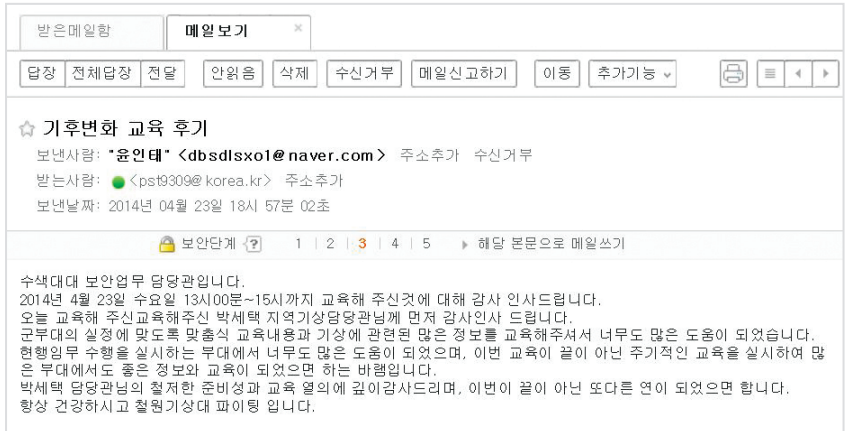 받은메일함 메일보기 ×
답장 전체답장 전달 안읽음 삭제 수신거부 메일신고하기 이동 추가기능
기후변화 교육 후기
보낸사람: "윤인태" <dbsdlsxo1@naver.com> 주소추가 수신거부
받는사람: <pst9309@korea.kr> 주소추가
보낸날짜: 2014년 04월 23일 18시 57분 02초
보안단계 ? 1 | 2 | 3 | 4 | 5 해당 본문으로 메일쓰기
수색대대 보안업무 담당관입니다.
2014년 4월 23일 수요일 13시00분~15시까지 교육해 주신것에 대해 감사 인사드립니다.
오늘 교육해 주신교육해주신 박세택 지역기상담당관님께 먼저 감사인사 드립니다.
군부대의 실정에 맞도록 맞춤식 교육내용과 기상에 관련된 많은 정보를 교육해주셔서 너무도 많은 도움이 되었습니다.
현행임무 수행을 실시하는 부대에서 너무도 많은 도움이 되었으며, 이번 교육이 끝이 아닌 주기적인 교육을 실시하여 많
은 부대에서도 좋은 정보와 교육이 되었으면 하는 바램입니다.
박세택 담당관님의 철저한 준비성과 교육 열의에 깊이감사드리며, 이번이 끝이 아닌 또다른 연이 되었으면 합니다.
항상 건강하시고 철원기상대 파이팅 입니다.